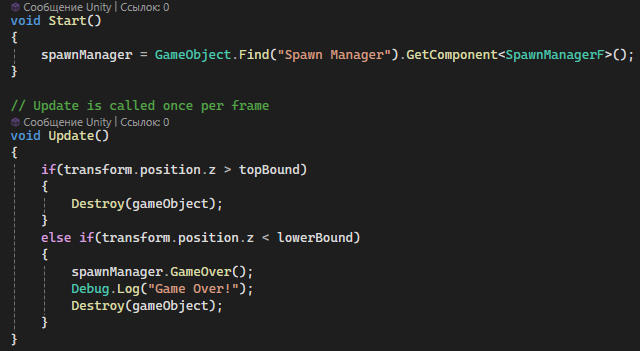 Сообщение Unity | Ссылок: 0
void Start()
{
    spawnManager = GameObject.Find("Spawn Manager").GetComponent<SpawnManagerF>();
}

// Update is called once per frame
Сообщение Unity | Ссылок: 0
void Update()
{
    if(transform.position.z > topBound)
    {
        Destroy(gameObject);
    }
    else if(transform.position.z < lowerBound)
    {
        spawnManager.GameOver();
        Debug.Log("Game Over!");
        Destroy(gameObject);
    }
}